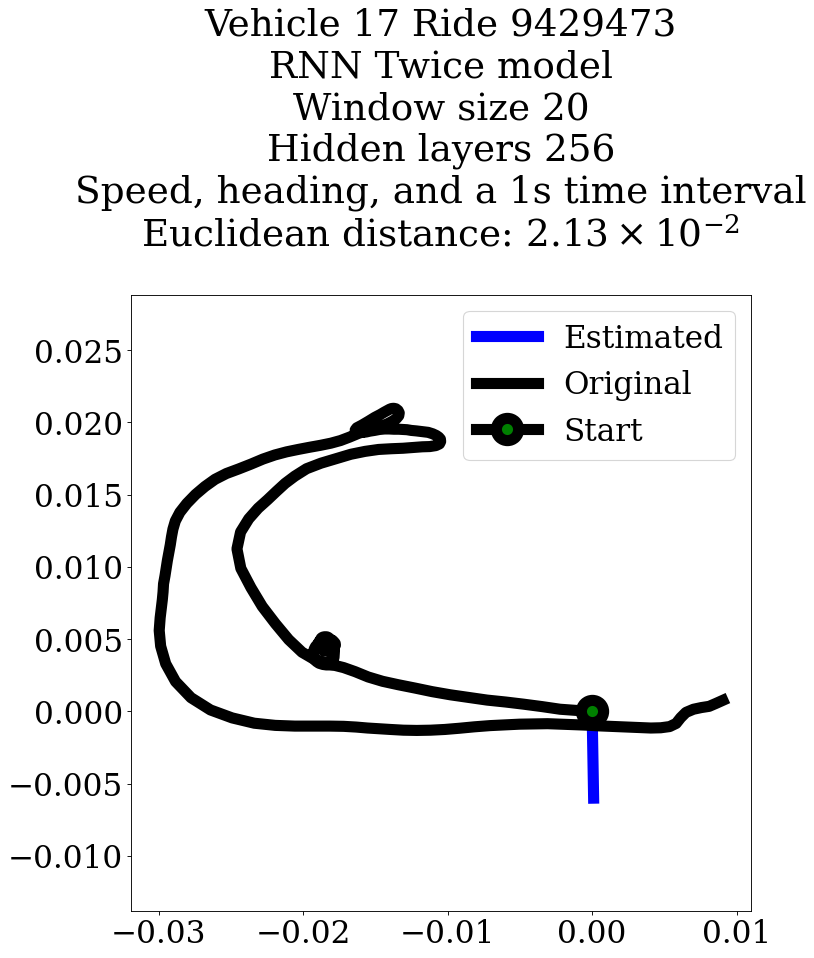 Vehicle 17 Ride 9429473
RNN Twice model
Window size 20
Hidden layers 256
Speed, heading, and a 1s time interval
Euclidean distance: 2.13 × 10⁻²
Estimated
Original
Start
0.025
0.020
0.015
0.010
0.005
0.000
−0.005
−0.010
−0.03 −0.02 −0.01 0.00 0.01